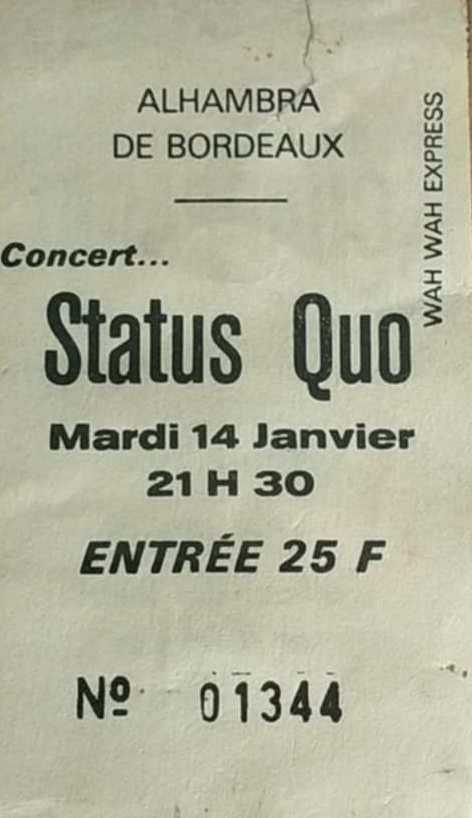 ALHAMBRA
DE BORDEAUX
WAH WAH EXPRESS
Concert...
Status Quo
Mardi 14 Janvier
21 H 30
ENTRÉE 25 F
Nº 01344